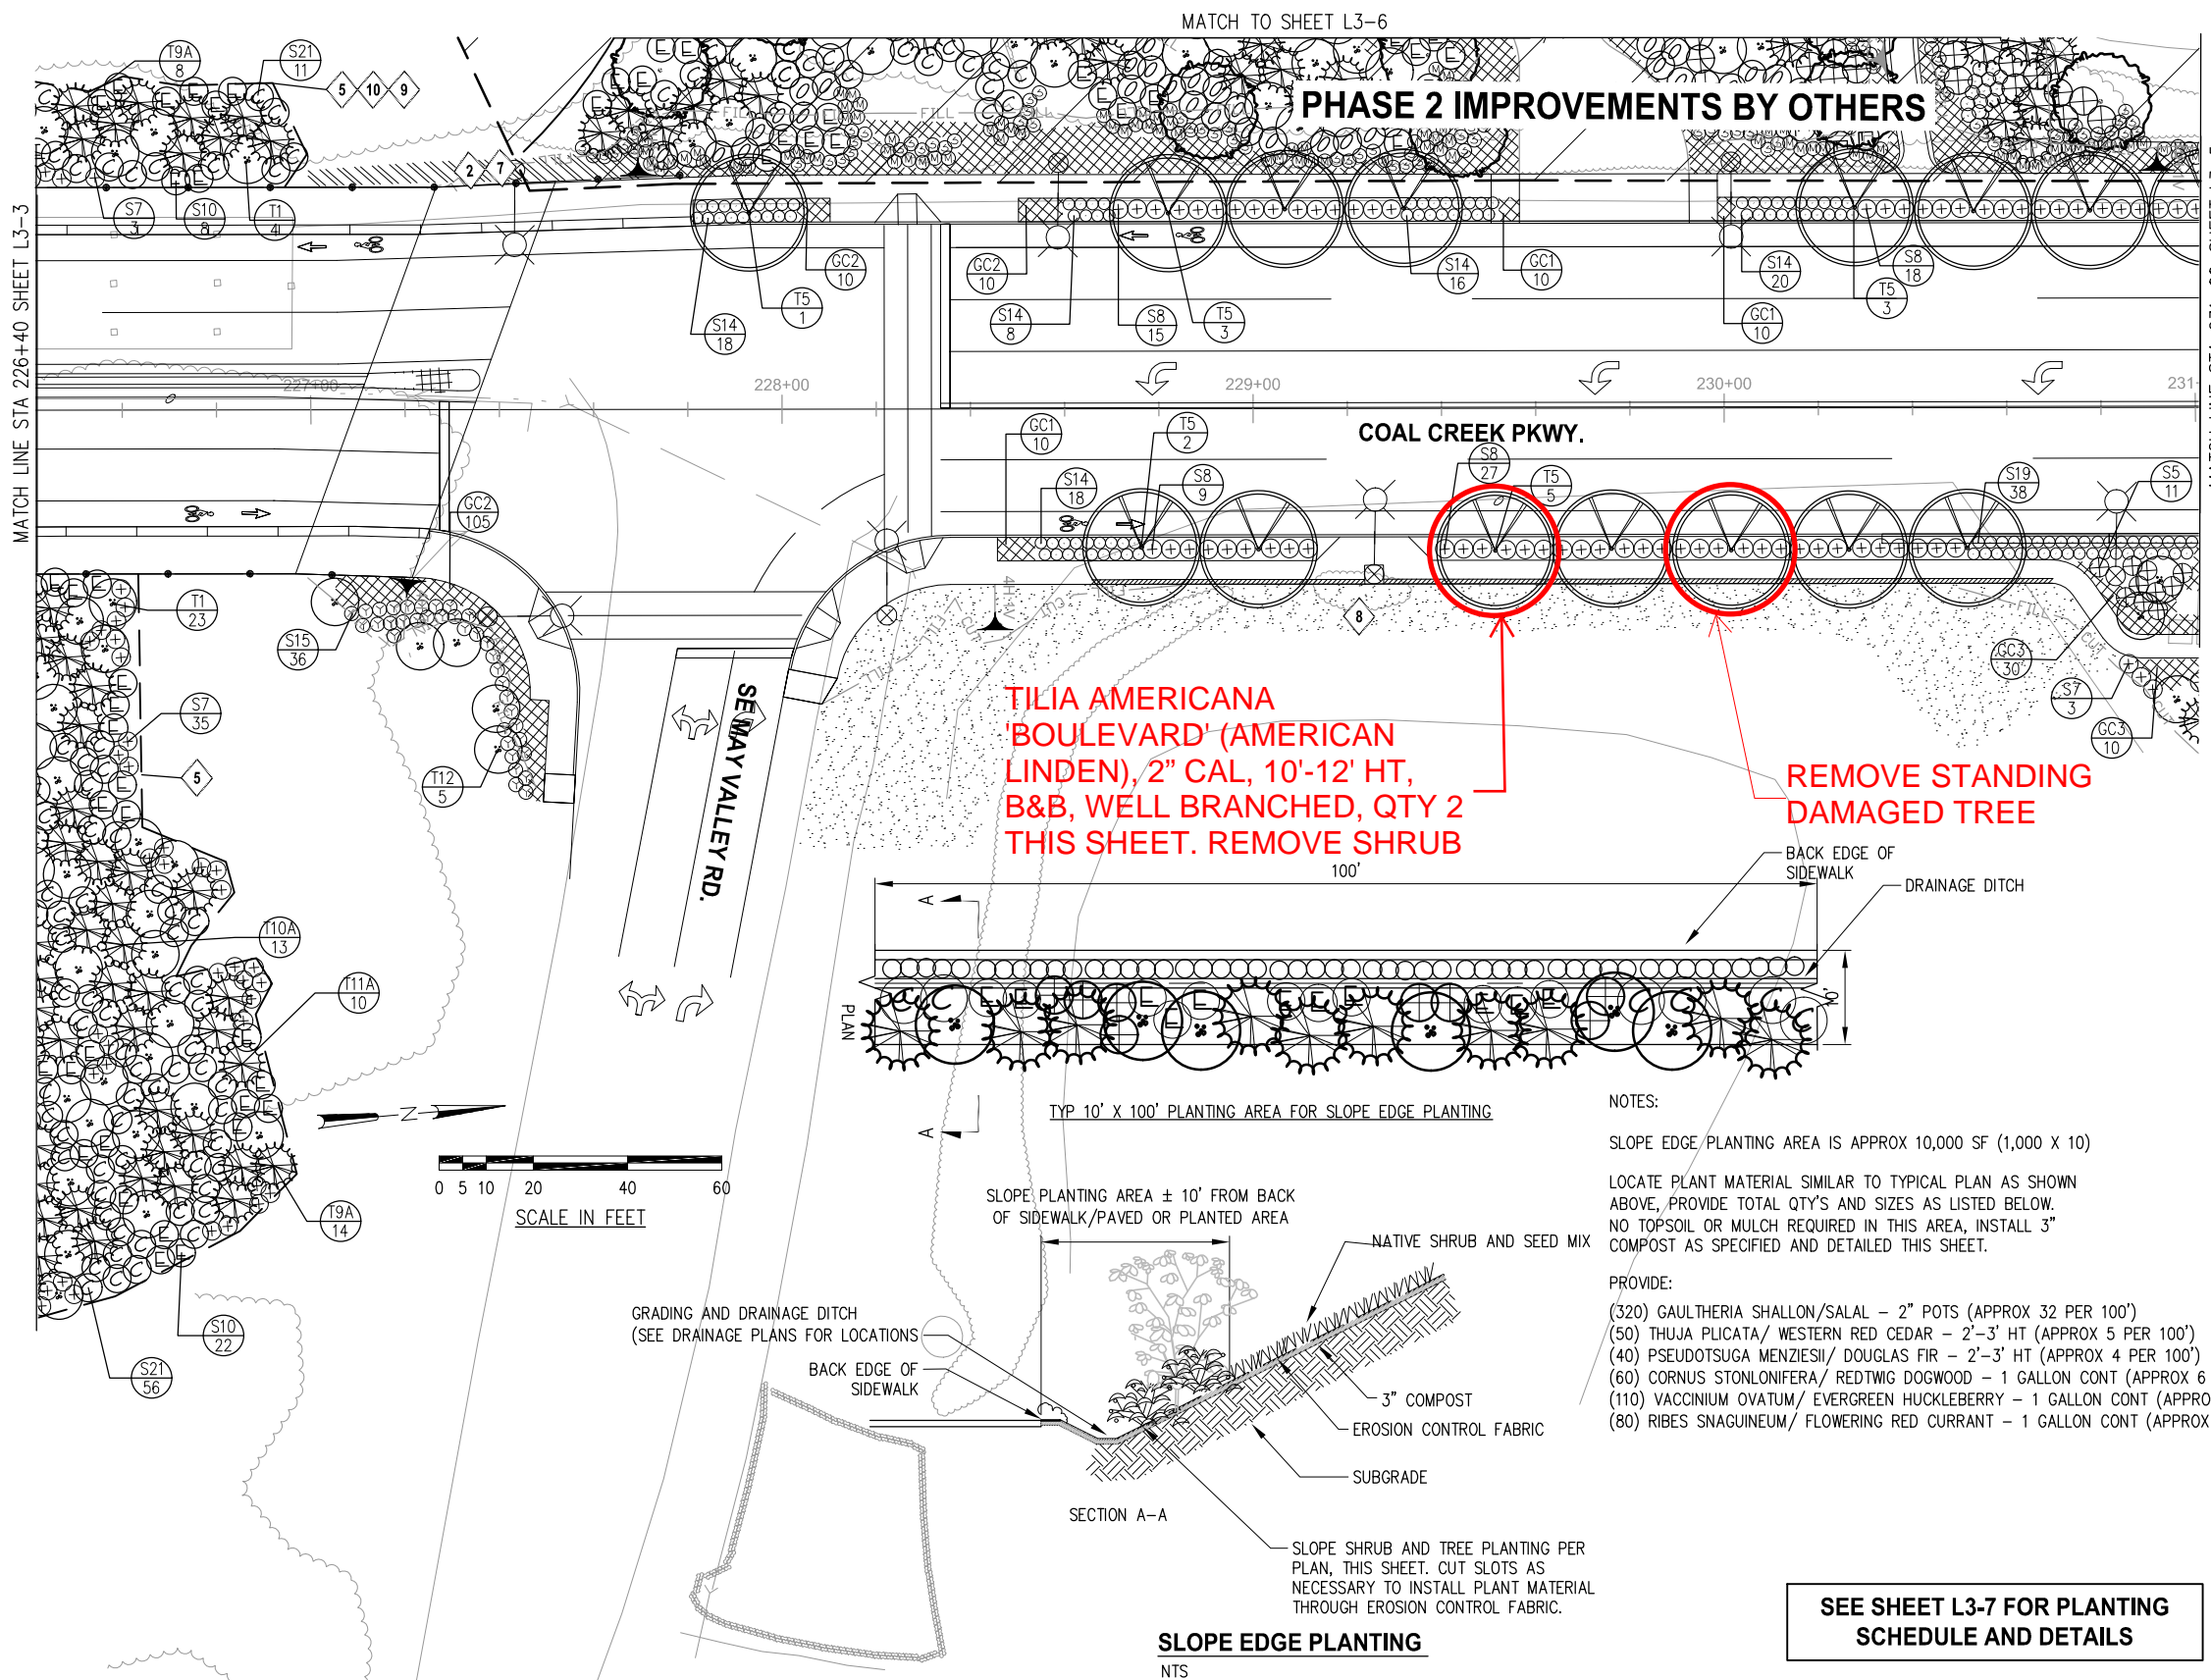 MATCH TO SHEET L3-6
T9A
8
S21
11
5
10
9
PHASE 2 IMPROVEMENTS BY OTHERS
FILL
FILL
2
7
MATCH LINE STA 226+40 SHEET L3-3
S7
3
S10
8
T1
4
S14
18
T5
1
GC2
10
GC2
10
S14
8
S8
15
T5
3
S14
16
GC1
10
GC1
10
S14
20
T5
3
S8
18
227+00
228+00
229+00
230+00
231
COAL CREEK PKWY.
GC2
105
GC1
10
S14
18
T5
2
S8
9
S8
27
T5
5
S19
38
S5
11
T1
23
S15
36
S7
35
5
T12
5
8
GC3
30
S7
3
GC3
10
SE MAY VALLEY RD.
TILIA AMERICANA
'BOULEVARD' (AMERICAN
LINDEN), 2” CAL, 10'-12' HT,
B&B, WELL BRANCHED, QTY 2
THIS SHEET. REMOVE SHRUB
REMOVE STANDING
DAMAGED TREE
100'
BACK EDGE OF
SIDEWALK
DRAINAGE DITCH
A
A
PLAN
10'
T10A
13
T11A
10
T9A
14
S10
22
S21
56
N
0 5 10 20 40 60
SCALE IN FEET
TYP 10' X 100' PLANTING AREA FOR SLOPE EDGE PLANTING
NOTES:
SLOPE EDGE PLANTING AREA IS APPROX 10,000 SF (1,000 X 10)
LOCATE PLANT MATERIAL SIMILAR TO TYPICAL PLAN AS SHOWN
ABOVE, PROVIDE TOTAL QTY'S AND SIZES AS LISTED BELOW.
NO TOPSOIL OR MULCH REQUIRED IN THIS AREA, INSTALL 3"
COMPOST AS SPECIFIED AND DETAILED THIS SHEET.
PROVIDE:
(320) GAULTHERIA SHALLON/SALAL – 2" POTS (APPROX 32 PER 100')
(50) THUJA PLICATA/ WESTERN RED CEDAR – 2'–3' HT (APPROX 5 PER 100')
(40) PSEUDOTSUGA MENZIESII/ DOUGLAS FIR – 2'–3' HT (APPROX 4 PER 100')
(60) CORNUS STONLONIFERA/ REDTWIG DOGWOOD – 1 GALLON CONT (APPROX 6
(110) VACCINIUM OVATUM/ EVERGREEN HUCKLEBERRY – 1 GALLON CONT (APPRO
(80) RIBES SNAGUINEUM/ FLOWERING RED CURRANT – 1 GALLON CONT (APPROX
SLOPE PLANTING AREA ± 10' FROM BACK
OF SIDEWALK/PAVED OR PLANTED AREA
NATIVE SHRUB AND SEED MIX
GRADING AND DRAINAGE DITCH
(SEE DRAINAGE PLANS FOR LOCATIONS
BACK EDGE OF
SIDEWALK
3" COMPOST
EROSION CONTROL FABRIC
SUBGRADE
SECTION A–A
SLOPE SHRUB AND TREE PLANTING PER
PLAN, THIS SHEET. CUT SLOTS AS
NECESSARY TO INSTALL PLANT MATERIAL
THROUGH EROSION CONTROL FABRIC.
SLOPE EDGE PLANTING
NTS
SEE SHEET L3-7 FOR PLANTING
SCHEDULE AND DETAILS